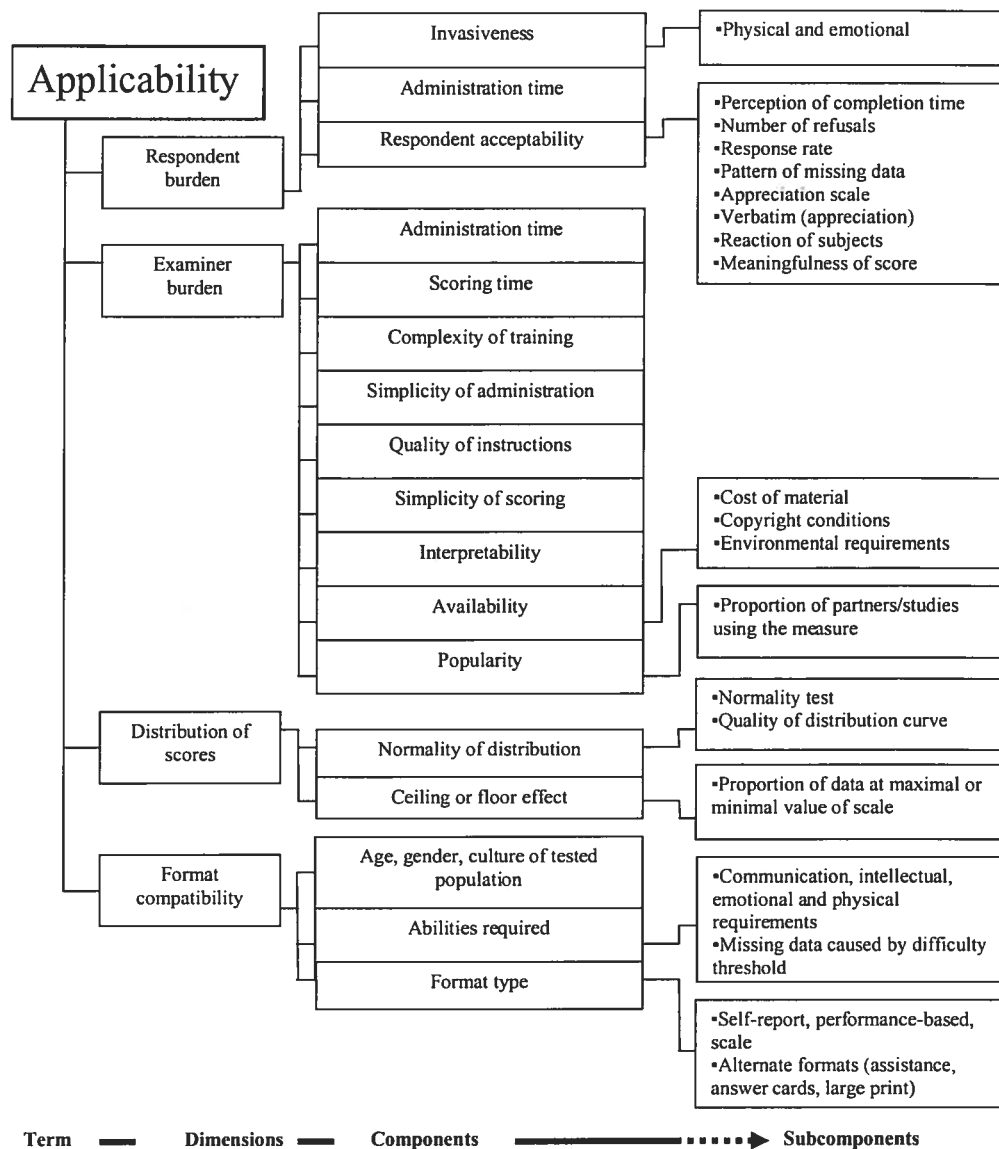 Applicability
Respondent
burden
Invasiveness
▪Physical and emotional
Administration time
Respondent acceptability
▪Perception of completion time
▪Number of refusals
▪Response rate
▪Pattern of missing data
▪Appreciation scale
▪Verbatim (appreciation)
▪Reaction of subjects
▪Meaningfulness of score
Examiner
burden
Administration time
Scoring time
Complexity of training
Simplicity of administration
Quality of instructions
Simplicity of scoring
Interpretability
Availability
▪Cost of material
▪Copyright conditions
▪Environmental requirements
Popularity
▪Proportion of partners/studies
using the measure
Distribution of
scores
Normality of distribution
▪Normality test
▪Quality of distribution curve
Ceiling or floor effect
▪Proportion of data at maximal or
minimal value of scale
Format
compatibility
Age, gender, culture of tested
population
Abilities required
▪Communication, intellectual,
emotional and physical
requirements
▪Missing data caused by difficulty
threshold
Format type
▪Self-report, performance-based,
scale
▪Alternate formats (assistance,
answer cards, large print)
Term Dimensions Components Subcomponents